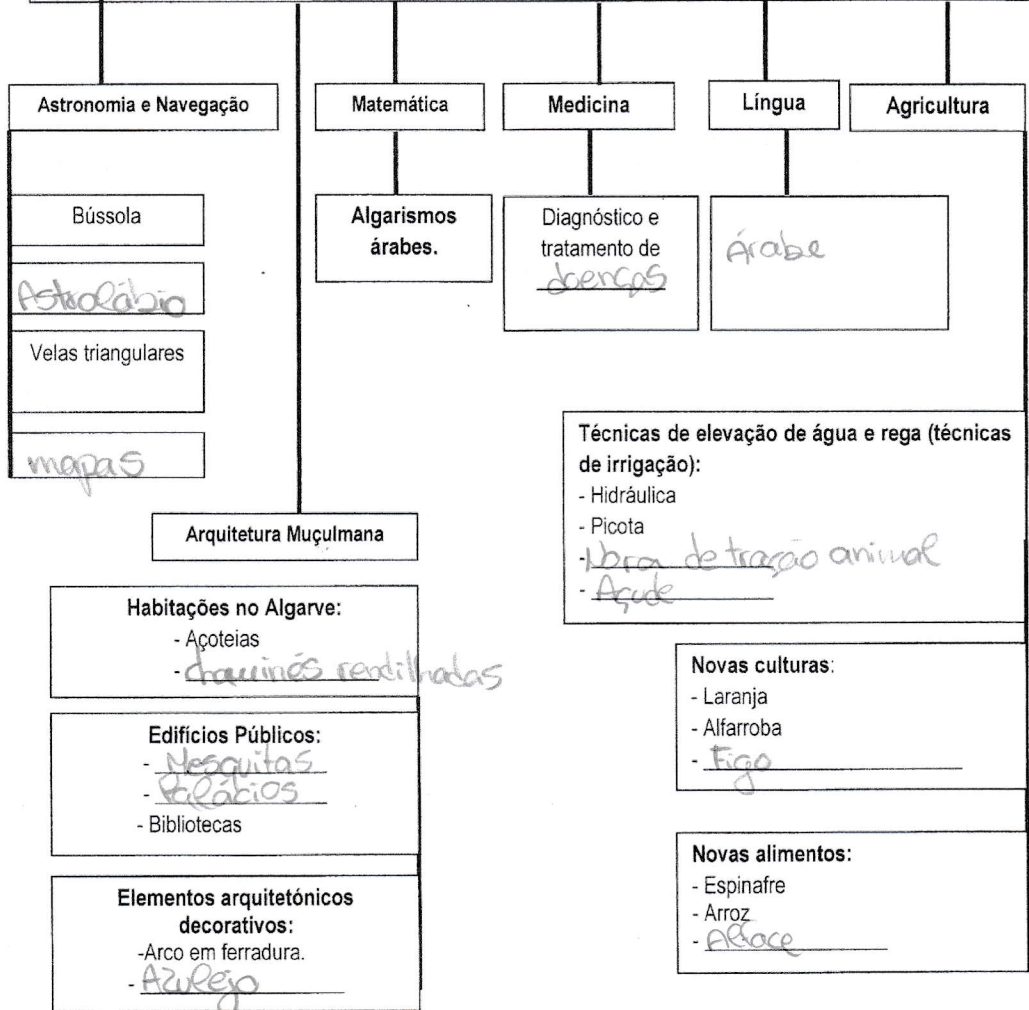 Astronomia e Navegação
Matemática
Medicina
Língua
Agricultura
Bússola
Astrolábio
Velas triangulares
mapas
Algarismos
árabes.
Diagnóstico e
tratamento de
doenças
Árabe
Arquitetura Muçulmana
Habitações no Algarve:
- Açoteias
- chaminés rendilhadas
Edifícios Públicos:
- Mesquitas
- Palácios
- Bibliotecas
Elementos arquitetónicos
decorativos:
-Arco em ferradura.
- Azulejo
Técnicas de elevação de água e rega (técnicas
de irrigação):
- Hidráulica
- Picota
- Nora de tração animal
- Açude
Novas culturas:
- Laranja
- Alfarroba
- Figo
Novas alimentos:
- Espinafre
- Arroz
- Alface